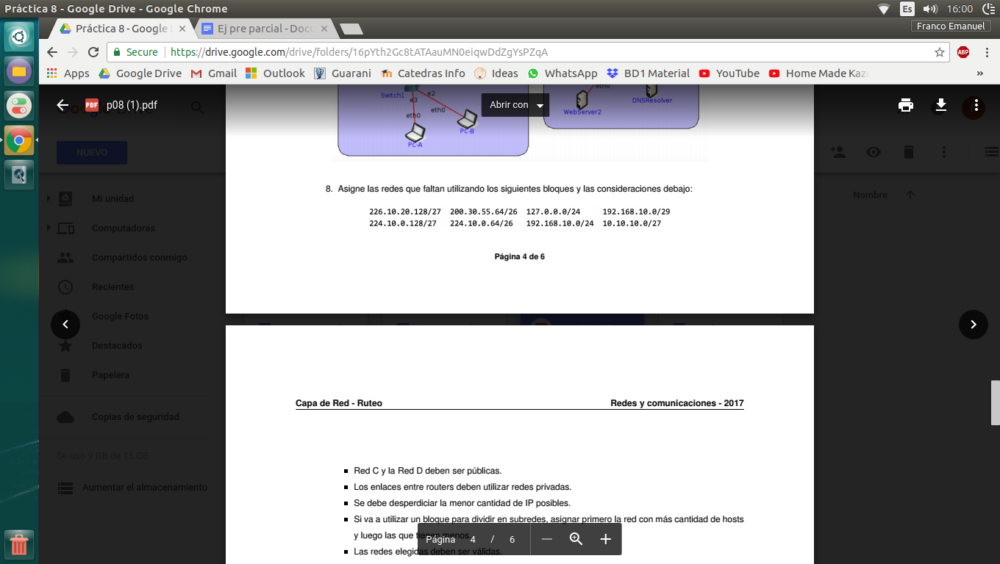 Práctica 8 - Google Drive - Google Chrome
Es
16:00
Franco Emanuel
Práctica 8 - Google
Ej pre parcial - Docu
Secure
https://drive.google.com/drive/folders/16pYth2Gc8tATAauMN0eiqwDdZgYsPZqA
ABP
Apps
Google Drive
Gmail
Outlook
Guarani
Catedras Info
Ideas
WhatsApp
BD1 Material
YouTube
Home Made Kaz
»
PDF
p08 (1).pdf
Abrir con
Switch1
e3
e2
eth0
eth0
PC-A
PC-B
eth0
WebServer2
DNSResolver
NUEVO
Mi unidad
Computadoras
Compartidos conmigo
Recientes
Google Fotos
Destacados
Papelera
Copias de seguridad
Se usó 9 GB de 15 GB
Aumentar el almacenamiento
Nombre
8. Asigne las redes que faltan utilizando los siguientes bloques y las consideraciones debajo:
226.10.20.128/27 200.30.55.64/26 127.0.0.0/24 192.168.10.0/29
224.10.0.128/27 224.10.0.64/26 192.168.10.0/24 10.10.10.0/27
Página 4 de 6
Capa de Red - Ruteo
Redes y comunicaciones - 2017
Red C y la Red D deben ser públicas.
Los enlaces entre routers deben utilizar redes privadas.
Se debe desperdiciar la menor cantidad de IP posibles.
Si va a utilizar un bloque para dividir en subredes, asignar primero la red con más cantidad de hosts
y luego las que tienen menos.
Las redes elegidas deben ser válidas.
Página 4 / 6